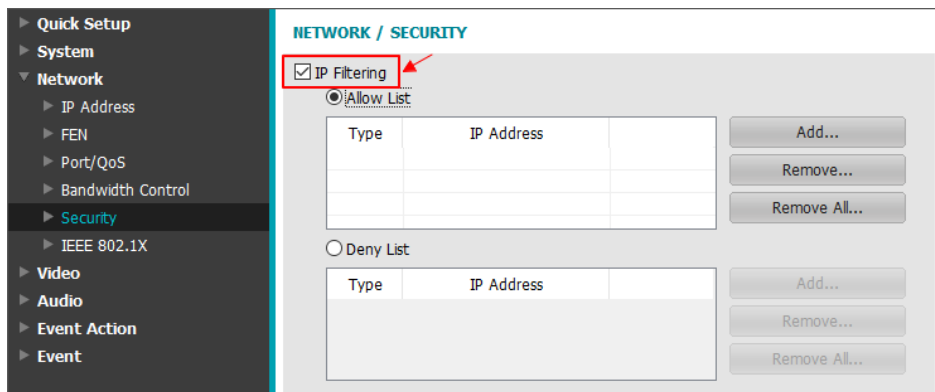 Quick Setup
System
Network
IP Address
FEN
Port/QoS
Bandwidth Control
Security
IEEE 802.1X
Video
Audio
Event Action
Event
NETWORK / SECURITY
IP Filtering
Allow List
Type IP Address
Add...
Remove...
Remove All...
Deny List
Type IP Address
Add...
Remove...
Remove All...